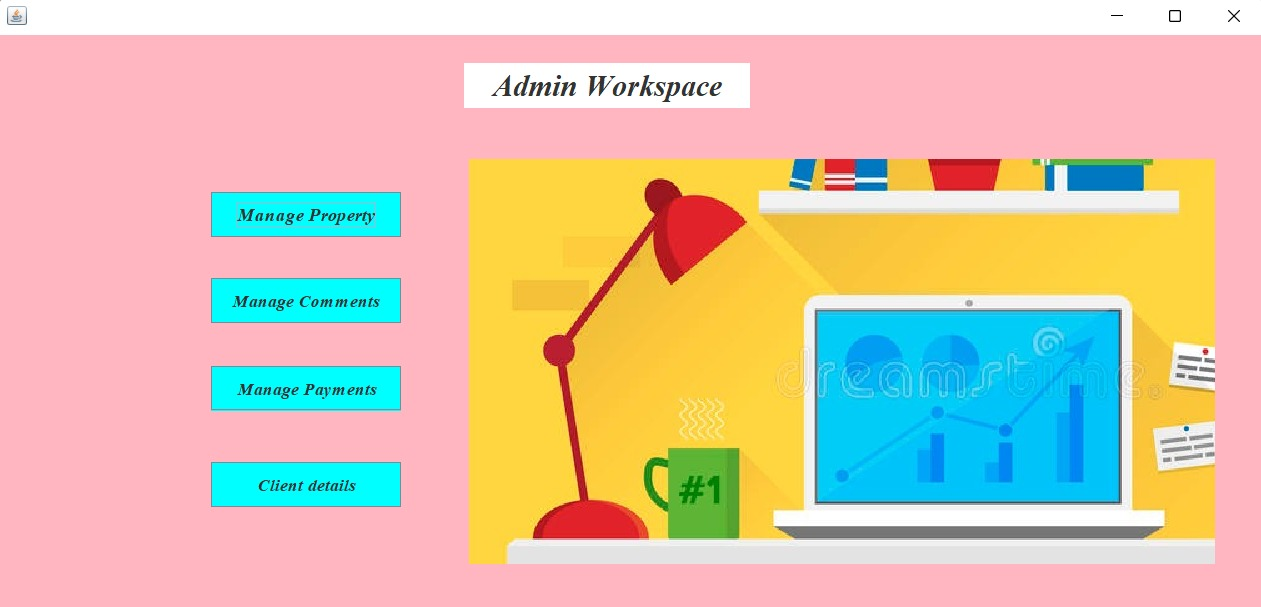 Admin Workspace
Manage Property
Manage Comments
Manage Payments
Client details
#1
dreamstime